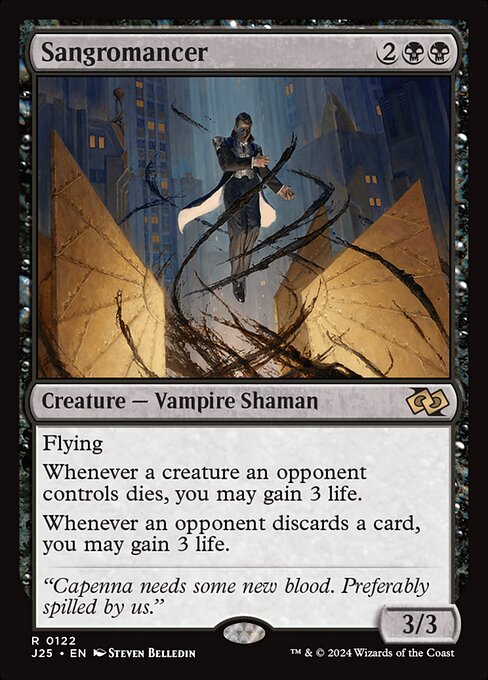 Sangromancer 2
Creature — Vampire Shaman
Flying
Whenever a creature an opponent
controls dies, you may gain 3 life.
Whenever an opponent discards a card,
you may gain 3 life.
“Capenna needs some new blood. Preferably
spilled by us.”
3/3
R 0122
J25 • EN Steven Belledin
™ & © 2024 Wizards of the Coast